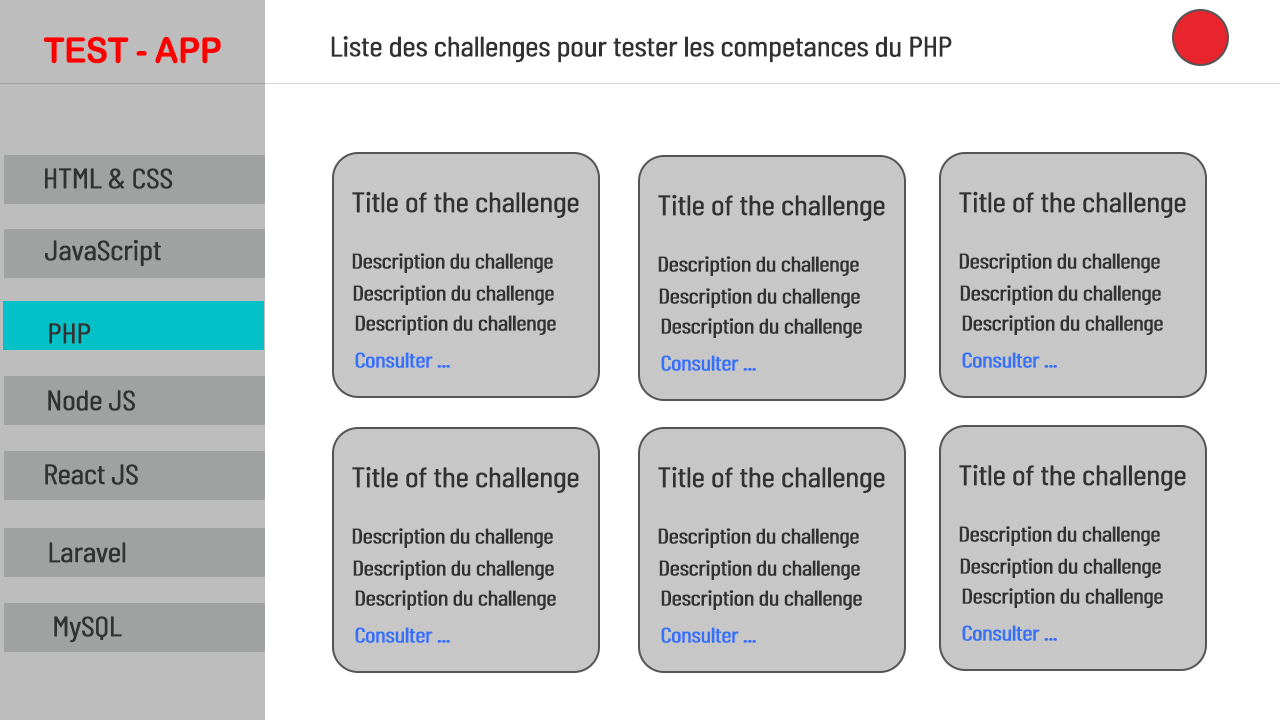 TEST - APP
Liste des challenges pour tester les competances du PHP
HTML & CSS
JavaScript
PHP
Node JS
React JS
Laravel
MySQL
Title of the challenge
Description du challenge
Description du challenge
Description du challenge
Consulter ...
Title of the challenge
Description du challenge
Description du challenge
Description du challenge
Consulter ...
Title of the challenge
Description du challenge
Description du challenge
Description du challenge
Consulter ...
Title of the challenge
Description du challenge
Description du challenge
Description du challenge
Consulter ...
Title of the challenge
Description du challenge
Description du challenge
Description du challenge
Consulter ...
Title of the challenge
Description du challenge
Description du challenge
Description du challenge
Consulter ...